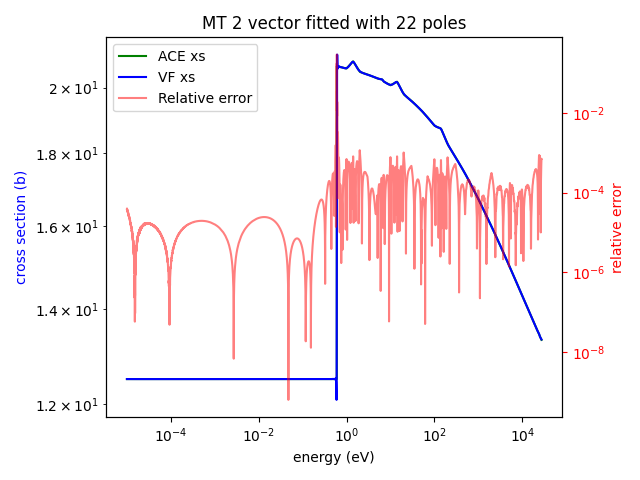 MT 2 vector fitted with 22 poles
ACE xs
VF xs
Relative error
2 × 10¹
1.8 × 10¹
1.6 × 10¹
1.4 × 10¹
1.2 × 10¹
cross section (b)
10⁻²
10⁻⁴
10⁻⁶
10⁻⁸
relative error
10⁻⁴ 10⁻² 10⁰ 10² 10⁴
energy (eV)